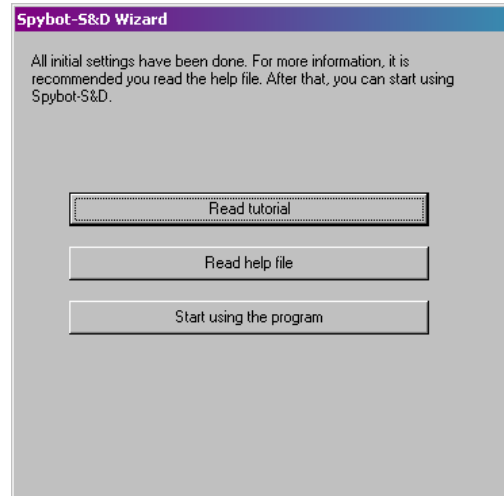 Spybot-S&D Wizard
All initial settings have been done. For more information, it is
recommended you read the help file. After that, you can start using
Spybot-S&D.
Read tutorial
Read help file
Start using the program